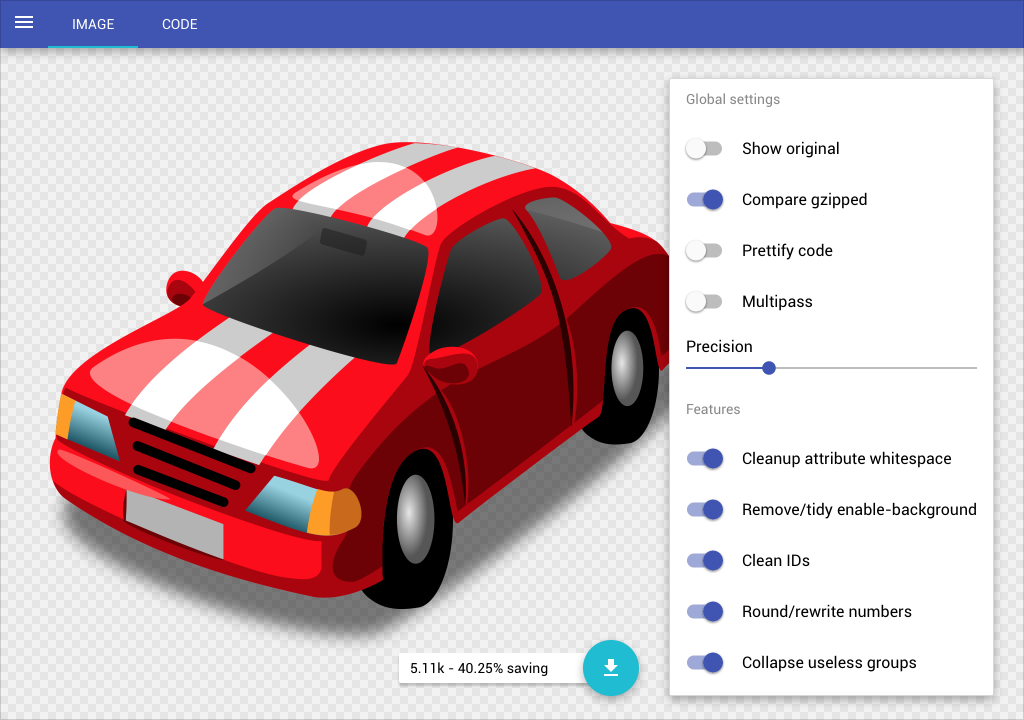 IMAGE
CODE
Global settings
Show original
Compare gzipped
Prettify code
Multipass
Precision
Features
Cleanup attribute whitespace
Remove/tidy enable-background
Clean IDs
Round/rewrite numbers
Collapse useless groups
5.11k - 40.25% saving